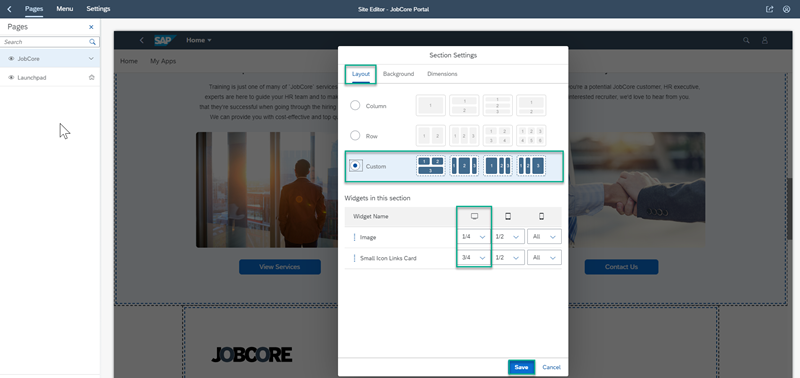 Pages Menu Settings Site Editor - JobCore Portal
Pages
Search
JobCore
Launchpad
SAP Home
Home My Apps
Training is just one of many of `JobCore` services
experts are here to guide your HR team and to make
that they're successful when going through the hiring
We can provide you with cost-effective and top q
you're a potential JobCore customer, HR executive,
interested recruiter, we'd love to hear from you.
View Services
Contact Us
JOBCORE
Section Settings
Layout Background Dimensions
Column 1 1 2 1 2 3 1 2 3
Row 1 2 1 2 3 1 2 3 4 1 2 3 4 5 6
Custom 1 2 3 1 2 3 1 2 3 1 2 3
Widgets in this section
Widget Name
Image 1/4 1/2 All
Small Icon Links Card 3/4 1/2 All
Save Cancel